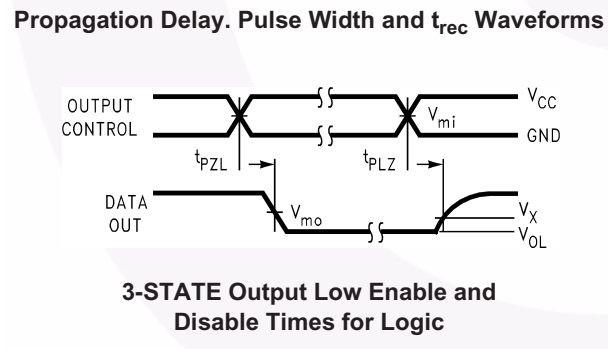 Propagation Delay. Pulse Width and trec Waveforms
OUTPUT
CONTROL
VCC
Vmi
GND
tPZL
tPLZ
DATA
OUT
Vmo
VX
VOL
3-STATE Output Low Enable and
Disable Times for Logic